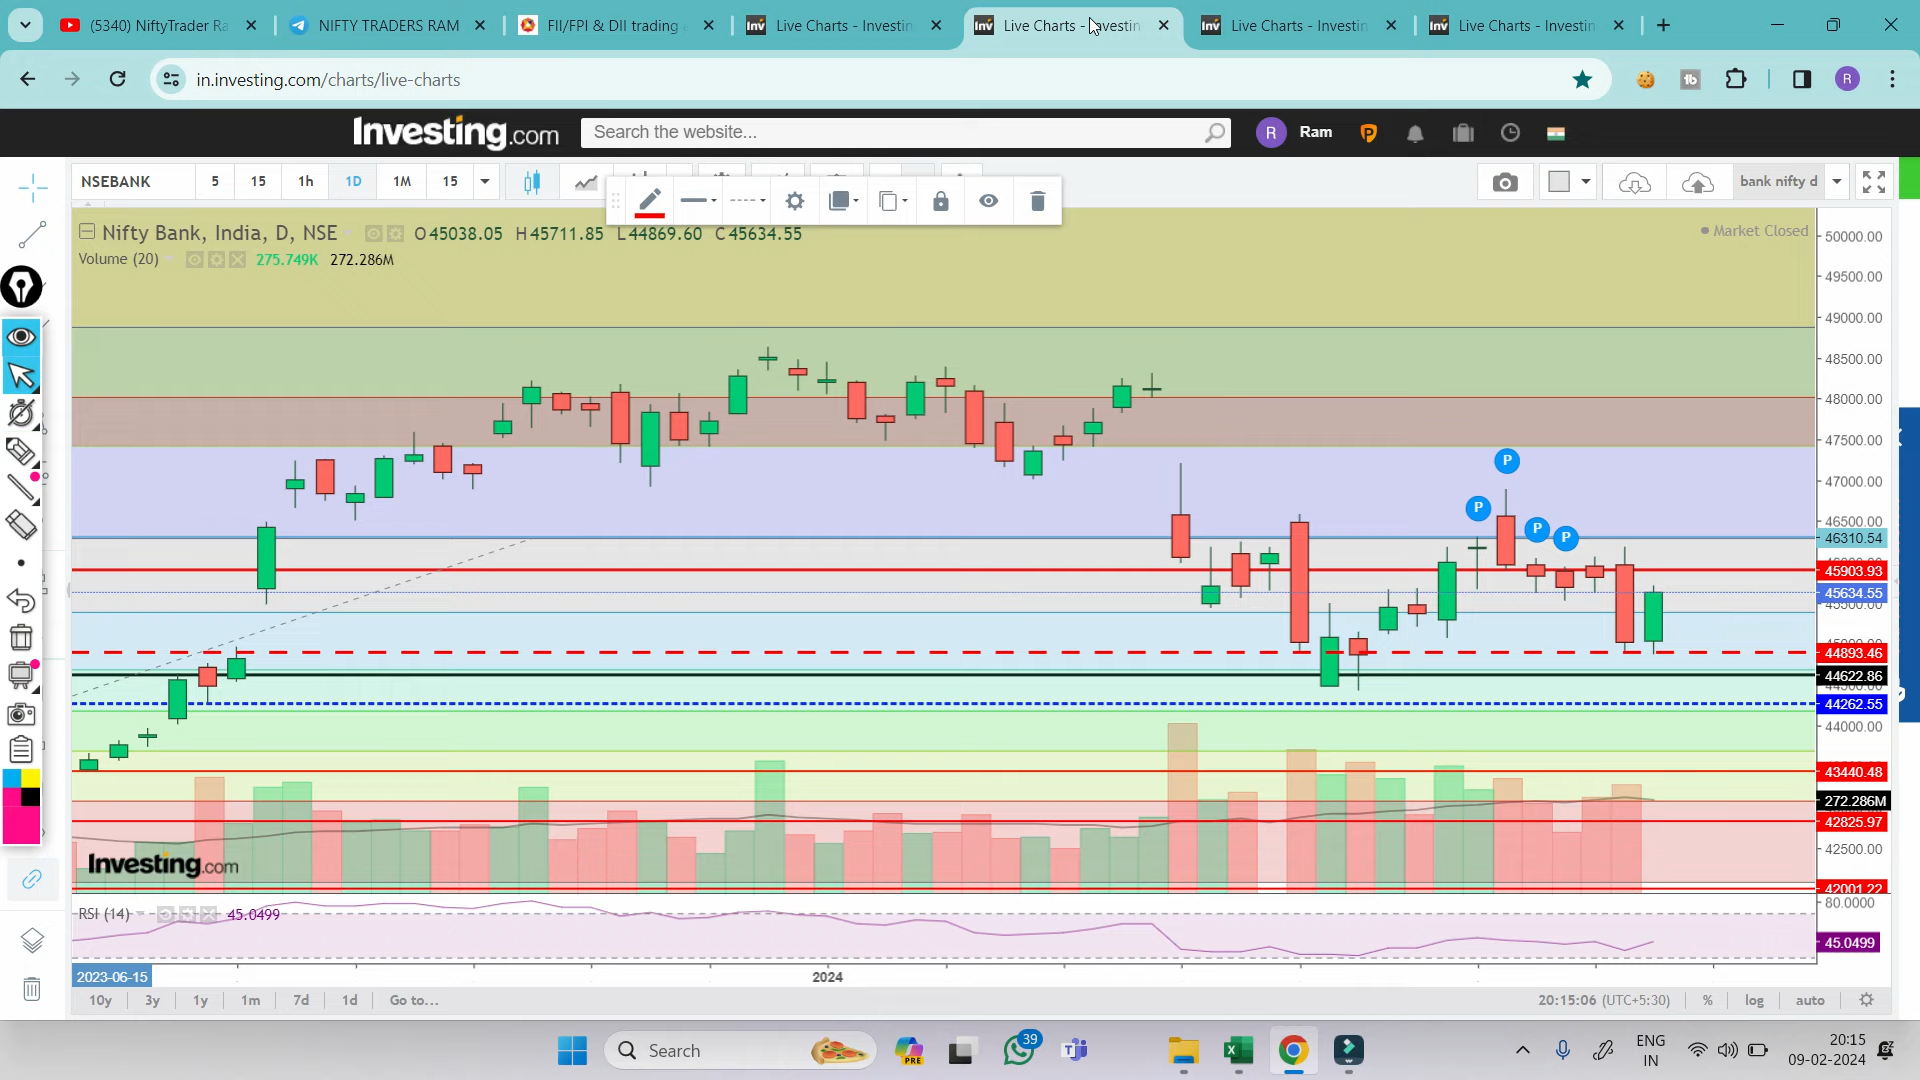 (5340) NiftyTrader Ra
NIFTY TRADERS RAM
FII/FPI & DII trading
Live Charts - Investin
Live Charts - Investin
Live Charts - Investin
Live Charts - Investin
in.investing.com/charts/live-charts
R
Investing.com
Search the website...
R
Ram
NSEBANK
5
15
1h
1D
1M
15
bank nifty d
Nifty Bank, India, D, NSE
O45038.05 H45711.85 L44869.60 C45634.55
Market Closed
Volume (20)
275.749K 272.286M
50000.00
49500.00
49000.00
48500.00
48000.00
47500.00
47000.00
46500.00
46310.54
45903.93
45634.55
44893.46
44622.86
44262.55
44000.00
43440.48
272.286M
42825.97
42500.00
42001.22
80.0000
45.0499
P
P
P
P
Investing.com
RSI (14)
45.0499
2023-06-15
2024
10y
3y
1y
1m
7d
1d
Go to...
20:15:06 (UTC+5:30)
%
log
auto
Search
PRE
39
ENG
IN
20:15
09-02-2024